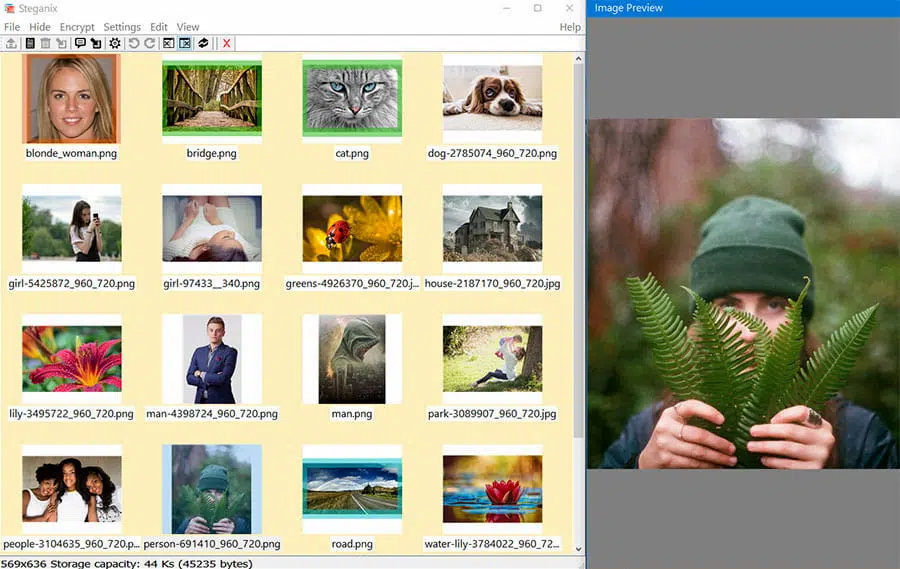 Steganix
Image Preview
File Hide Encrypt Settings Edit View Help
blonde_woman.png
bridge.png
cat.png
dog-2785074_960_720.png
girl-5425872_960_720.png
girl-97433__340.png
greens-4926370_960_720.j...
house-2187170_960_720.jpg
lily-3495722_960_720.png
man-4398724_960_720.png
man.png
park-3089907_960_720.jpg
people-3104635_960_720.p...
person-691410_960_720.png
road.png
water-lily-3784022_960_72...
569x636 Storage capacity: 44 Ks (45235 bytes)